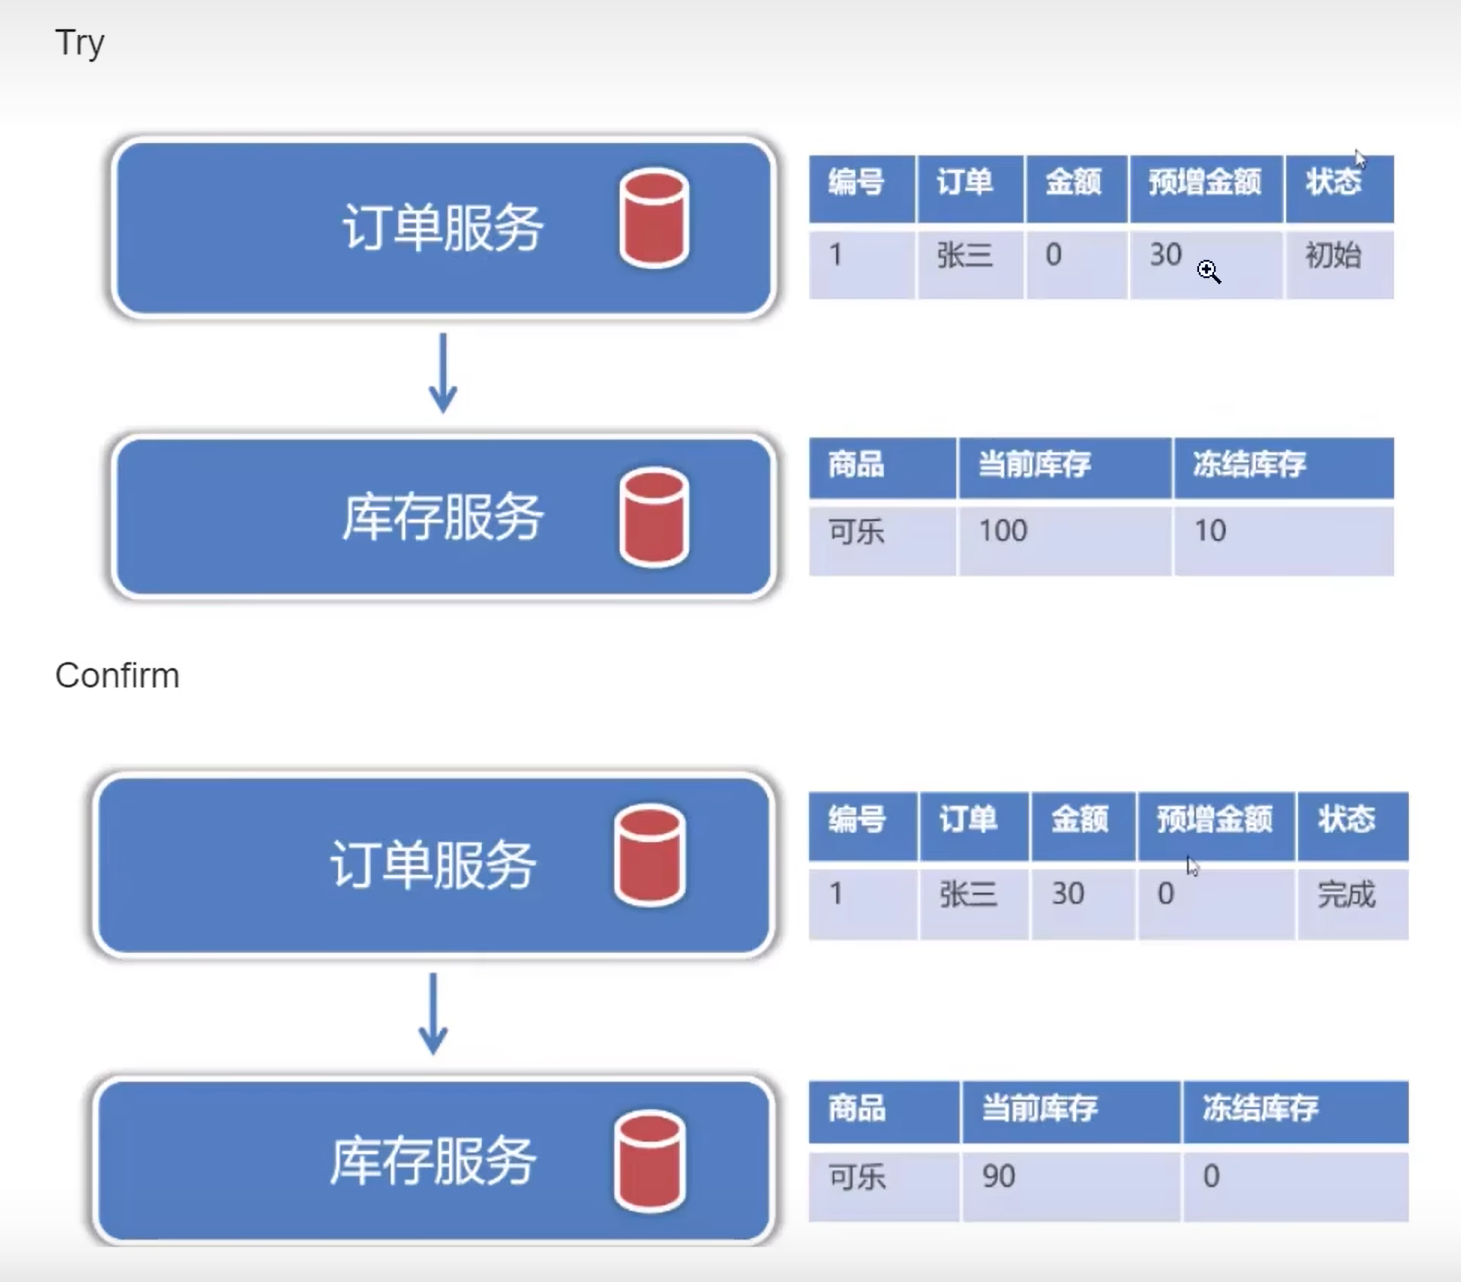 Try
订单服务
编号 订单 金额 预增金额 状态
1 张三 0 30 初始
库存服务
商品 当前库存 冻结库存
可乐 100 10
Confirm
订单服务
编号 订单 金额 预增金额 状态
1 张三 30 0 完成
库存服务
商品 当前库存 冻结库存
可乐 90 0